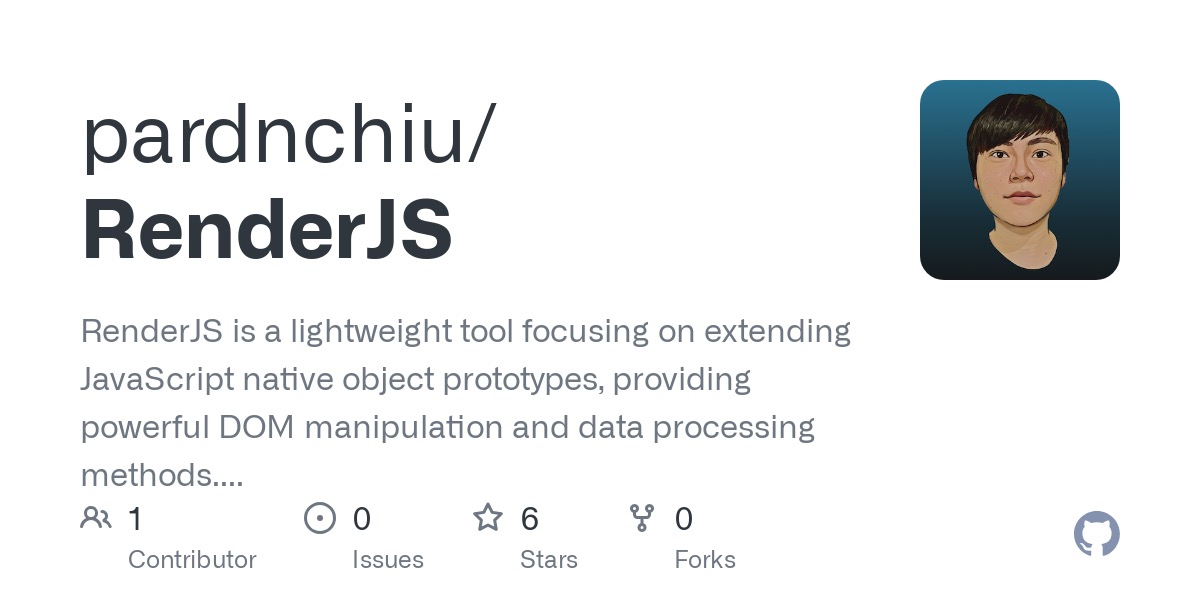 pardnchiu/
RenderJS
RenderJS is a lightweight tool focusing on extending
JavaScript native object prototypes, providing
powerful DOM manipulation and data processing
methods....
1 0 6 0
Contributor Issues Stars Forks